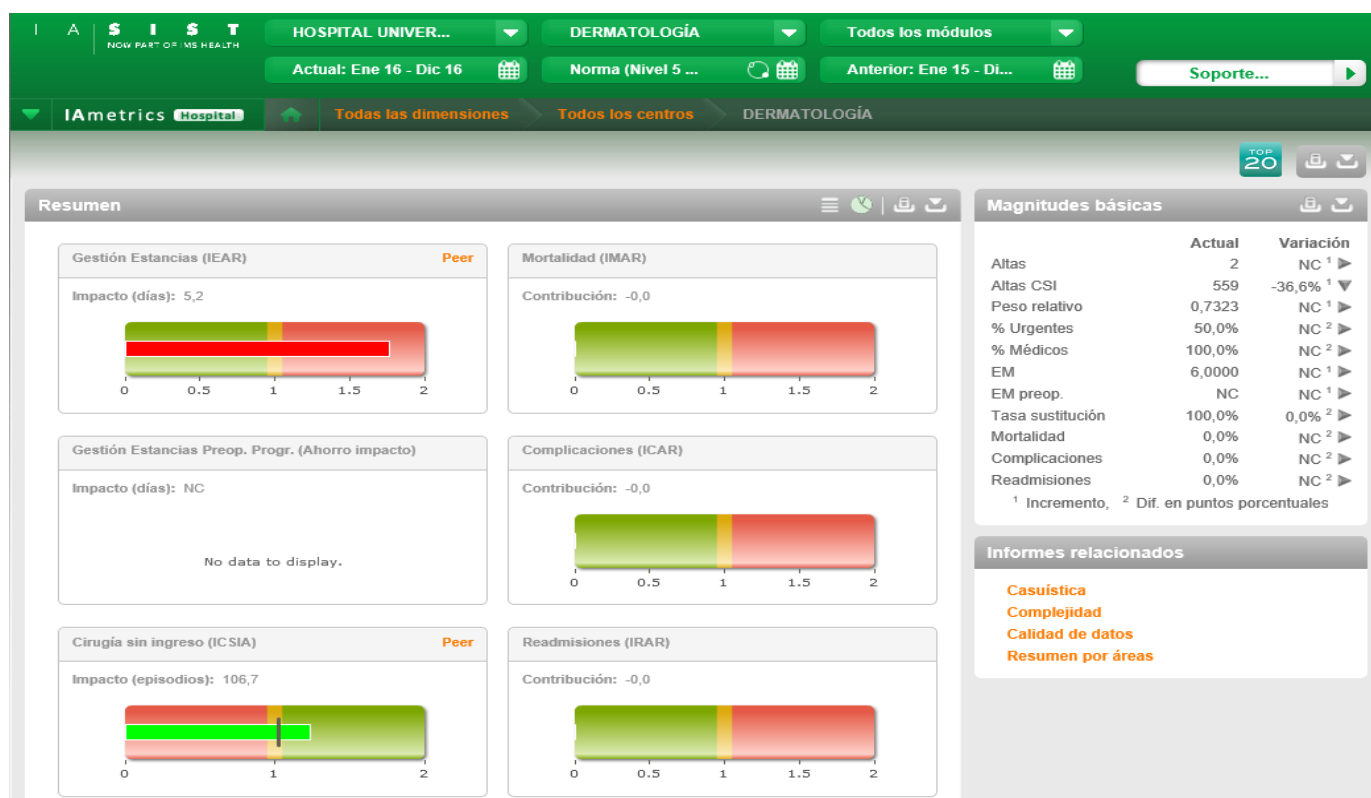 I A S I S T
NOW PART OF IMS HEALTH
HOSPITAL UNIVER...
DERMATOLOGÍA
Todos los módulos
Actual: Ene 16 - Dic 16
Norma (Nivel 5 ...
Anterior: Ene 15 - Di...
Soporte...
IAmetrics Hospital
Todas las dimensiones
Todos los centros
DERMATOLOGÍA
TOP
20
Resumen
Gestión Estancias (IEAR) Peer
Impacto (días): 5,2
0 0.5 1 1.5 2
Mortalidad (IMAR)
Contribución: -0,0
0 0.5 1 1.5 2
Gestión Estancias Preop. Progr. (Ahorro impacto)
Impacto (días): NC
No data to display.
Complicaciones (ICAR)
Contribución: -0,0
0 0.5 1 1.5 2
Cirugía sin ingreso (ICSIA) Peer
Impacto (episodios): 106,7
0 1 2
Readmisiones (IRAR)
Contribución: -0,0
0 0.5 1 1.5 2
Magnitudes básicas
Actual Variación
Altas 2 NC ¹
Altas CSI 559 -36,6% ¹
Peso relativo 0,7323 NC ¹
% Urgentes 50,0% NC ²
% Médicos 100,0% NC ²
EM 6,0000 NC ¹
EM preop. NC NC ¹
Tasa sustitución 100,0% 0,0% ²
Mortalidad 0,0% NC ²
Complicaciones 0,0% NC ²
Readmisiones 0,0% NC ²
¹ Incremento, ² Dif. en puntos porcentuales
Informes relacionados
Casuística
Complejidad
Calidad de datos
Resumen por áreas